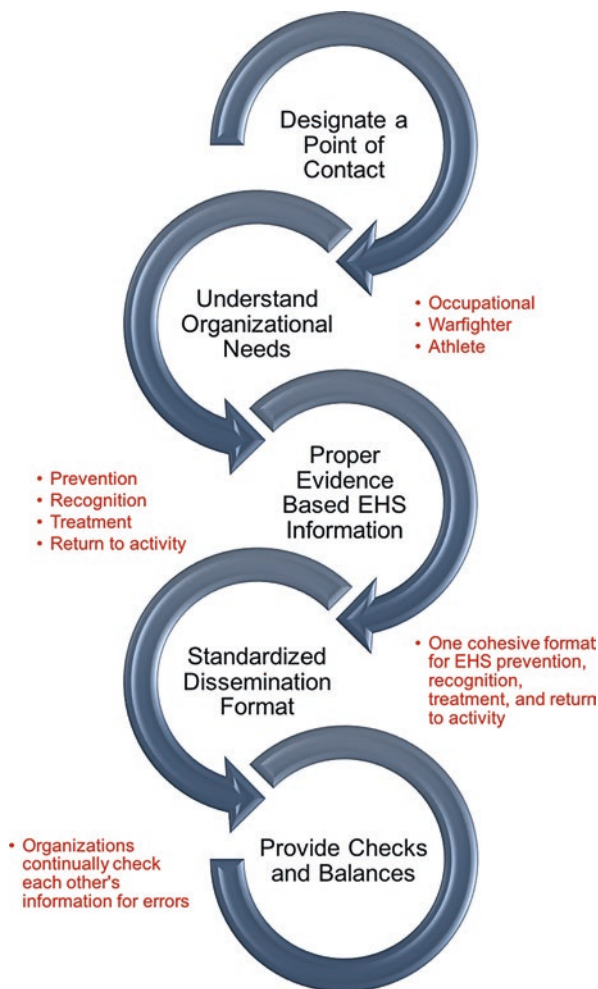 Designate a
Point of
Contact
Understand
Organizational
Needs
• Occupational
• Warfighter
• Athlete
Proper
Evidence
Based EHS
Information
• Prevention
• Recognition
• Treatment
• Return to activity
Standardized
Dissemination
Format
• One cohesive format
for EHS prevention,
recognition,
treatment, and return
to activity
Provide Checks
and Balances
• Organizations
continually check
each other's
information for errors